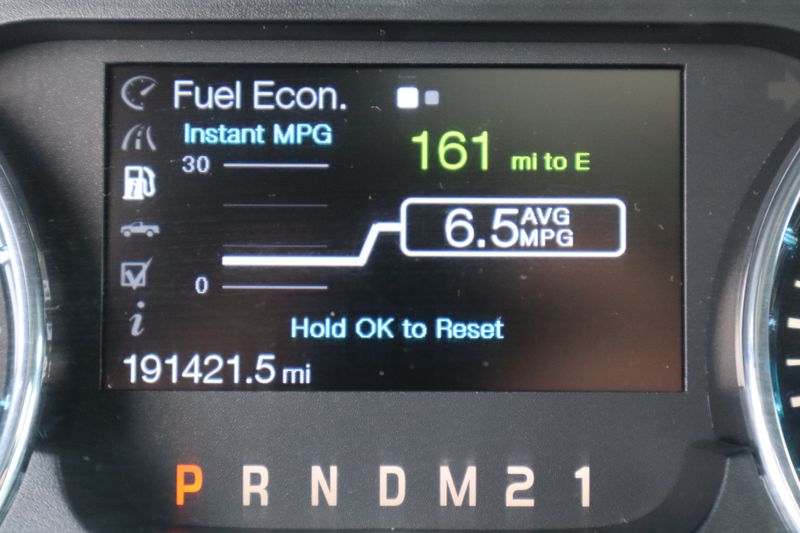 Fuel Econ.
Instant MPG
30
161 mi to E
6.5 AVG MPG
0
i
Hold OK to Reset
191421.5 mi
P R N D M 2 1